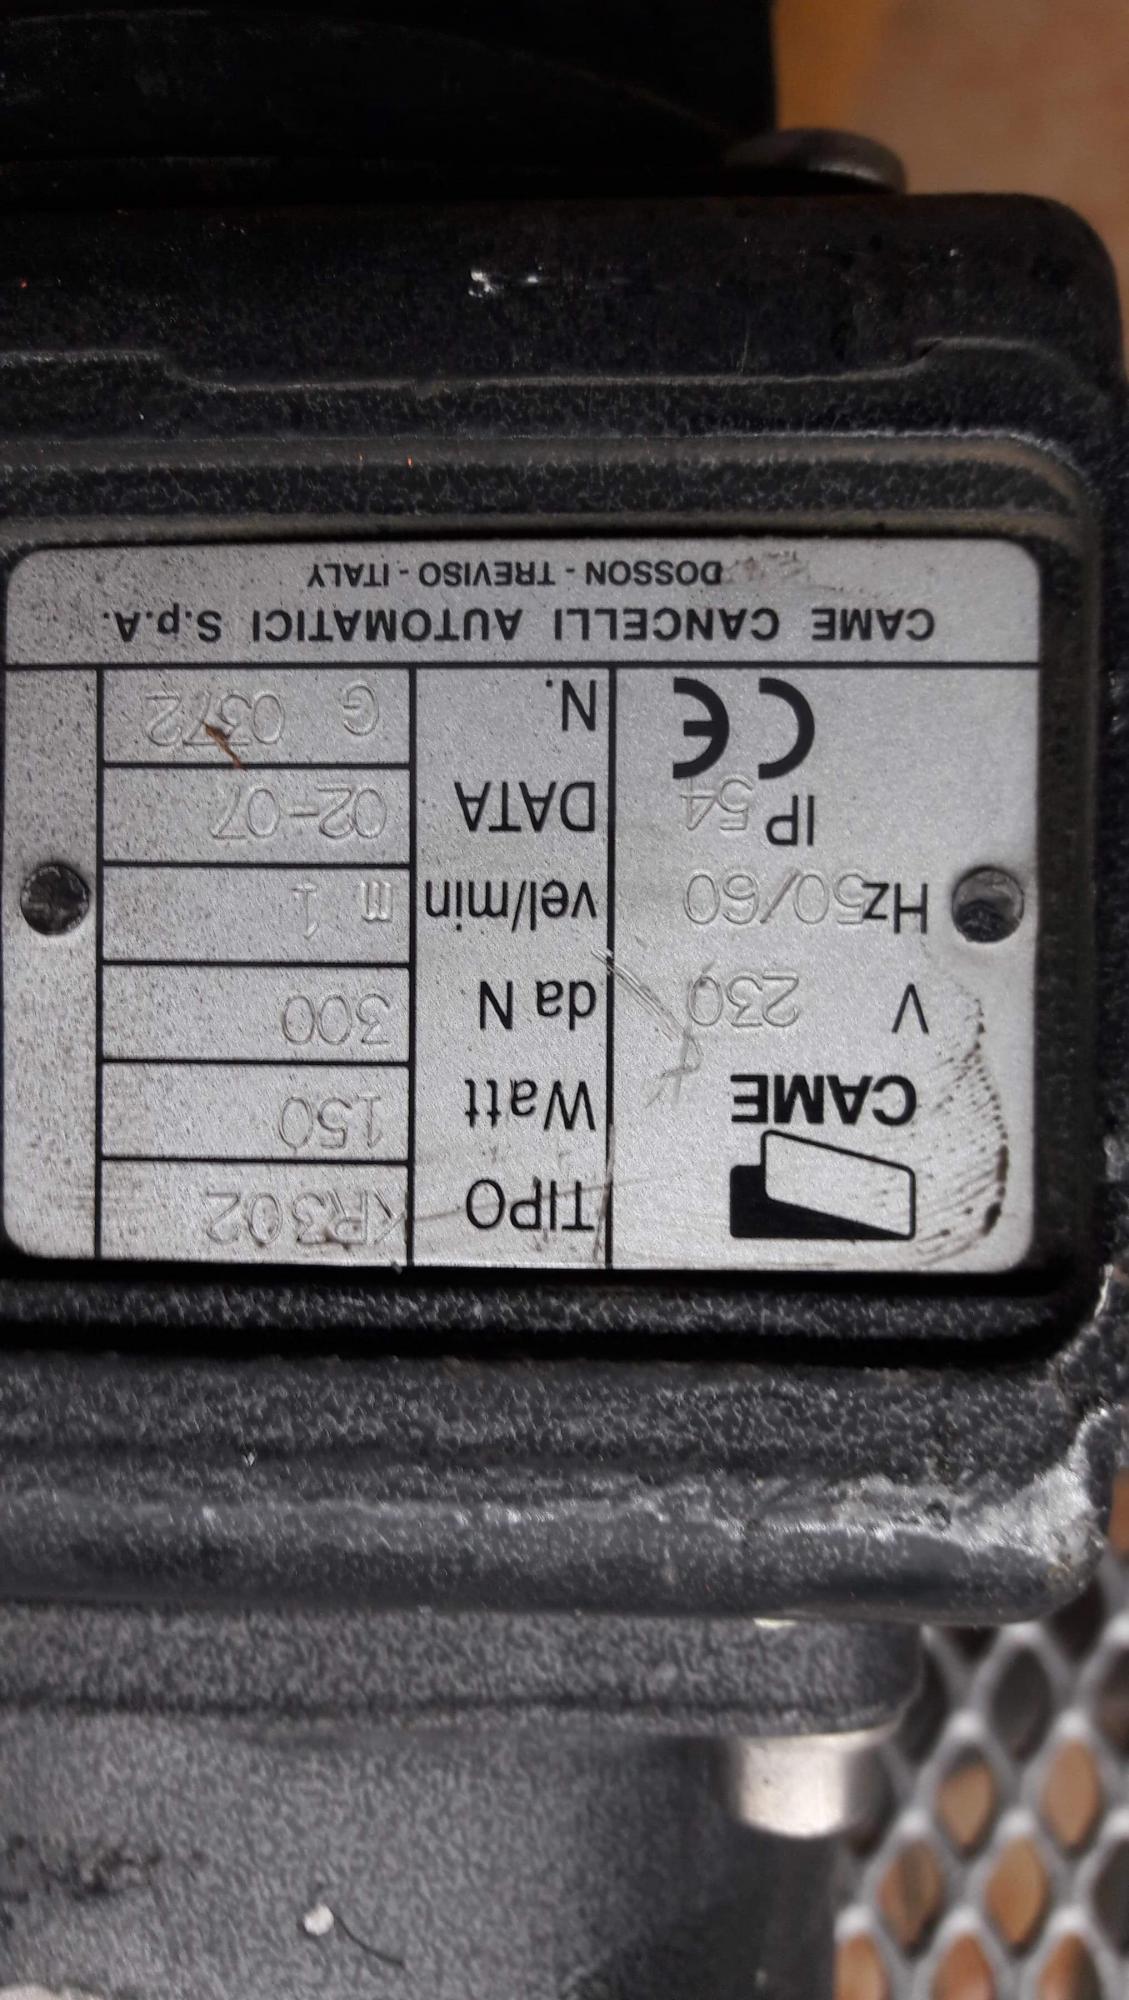 CAME
V 230
Hz 50/60
IP 54
CE
TIPO KR302
Watt 150
da N 300
vel/min m 1
DATA 02-07
N. G 0372
CAME CANCELLI AUTOMATICI S.p.A.
DOSSON - TREVISO - ITALY